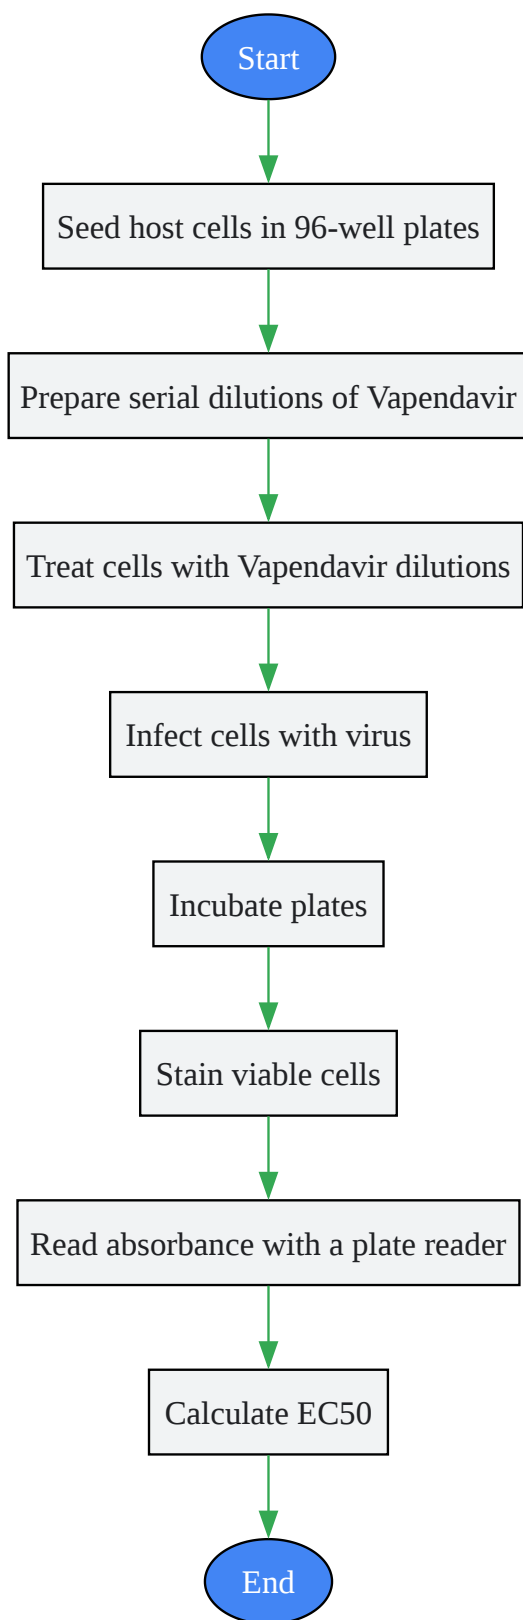 Start
Seed host cells in 96-well plates
Prepare serial dilutions of Vapendavir
Treat cells with Vapendavir dilutions
Infect cells with virus
Incubate plates
Stain viable cells
Read absorbance with a plate reader
Calculate EC50
End